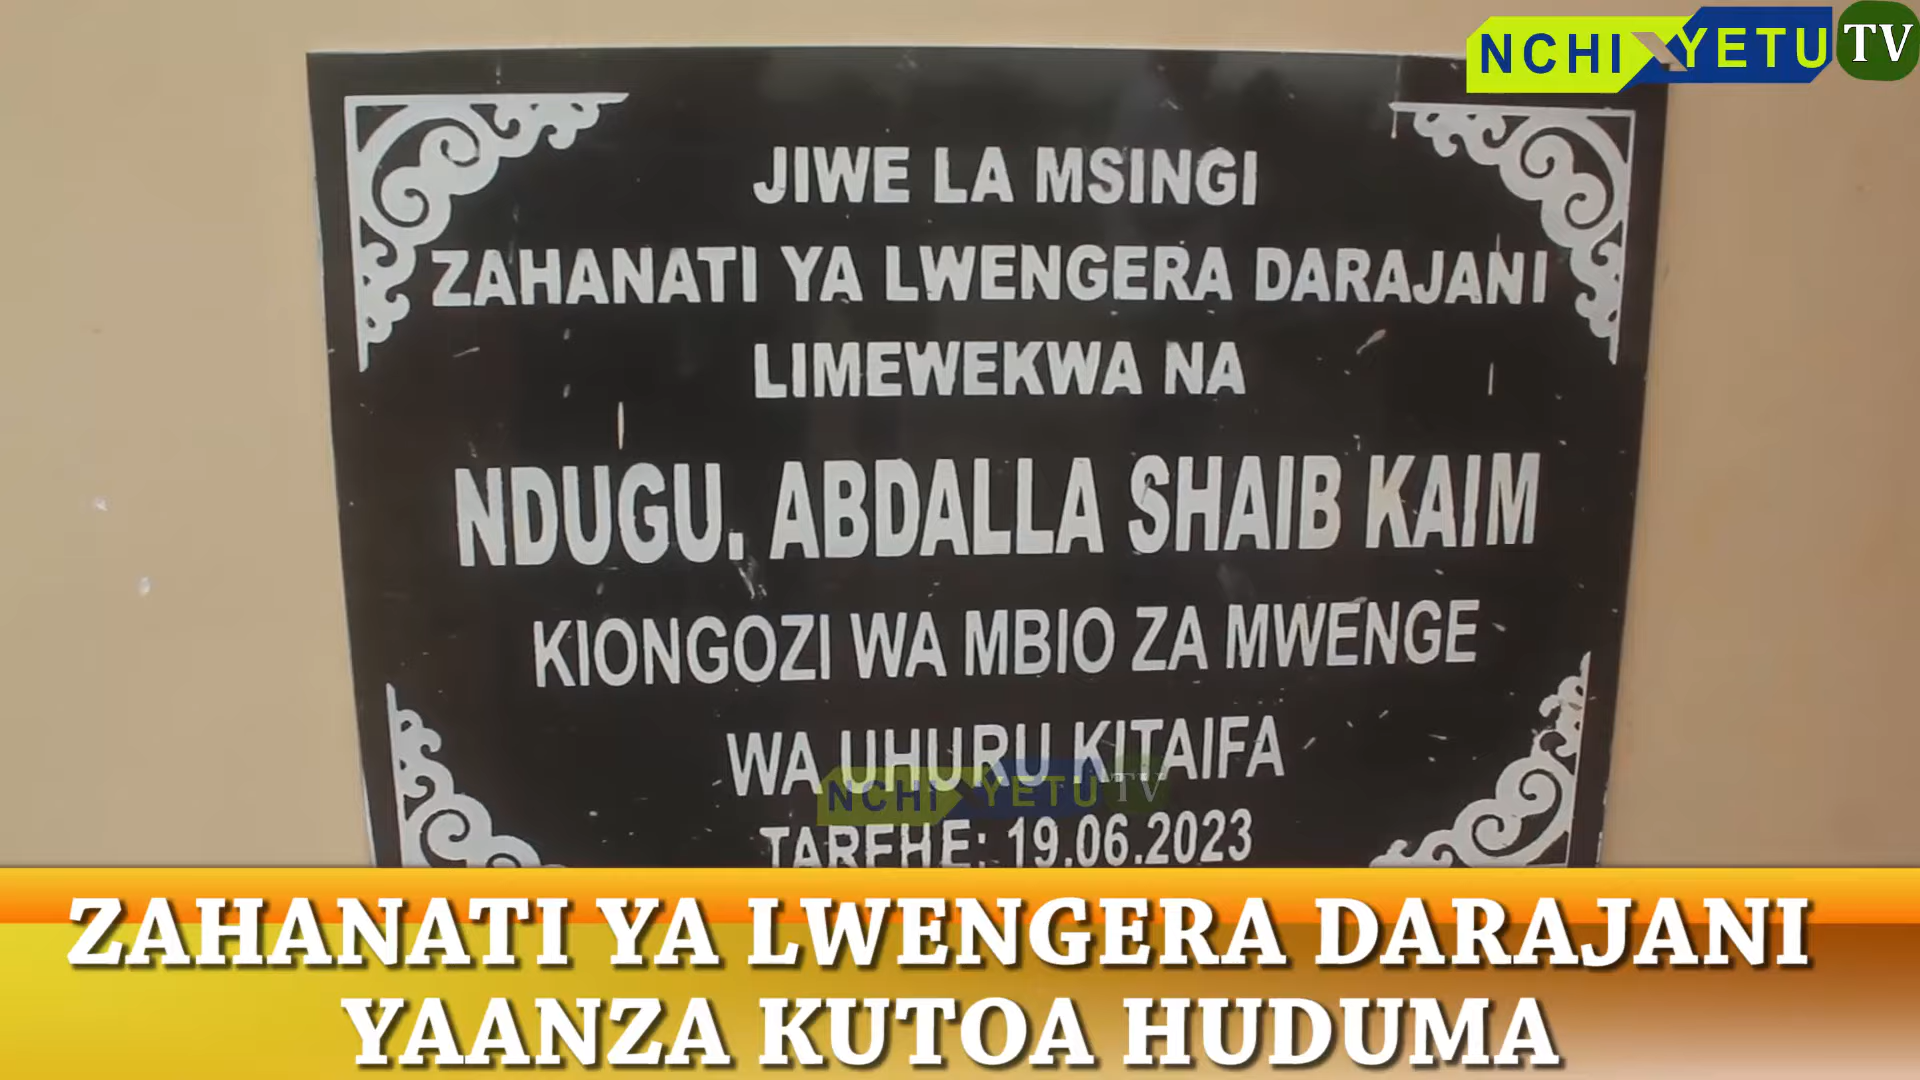 NCHI YETU TV
JIWE LA MSINGI
ZAHANATI YA LWENGERA DARAJANI
LIMEWEKWA NA
NDUGU. ABDALLA SHAIB KAIM
KIONGOZI WA MBIO ZA MWENGE
WA UHURU KITAIFA
NCHI YETU TV
TAREHE: 19.06.2023
ZAHANATI YA LWENGERA DARAJANI
YAANZA KUTOA HUDUMA